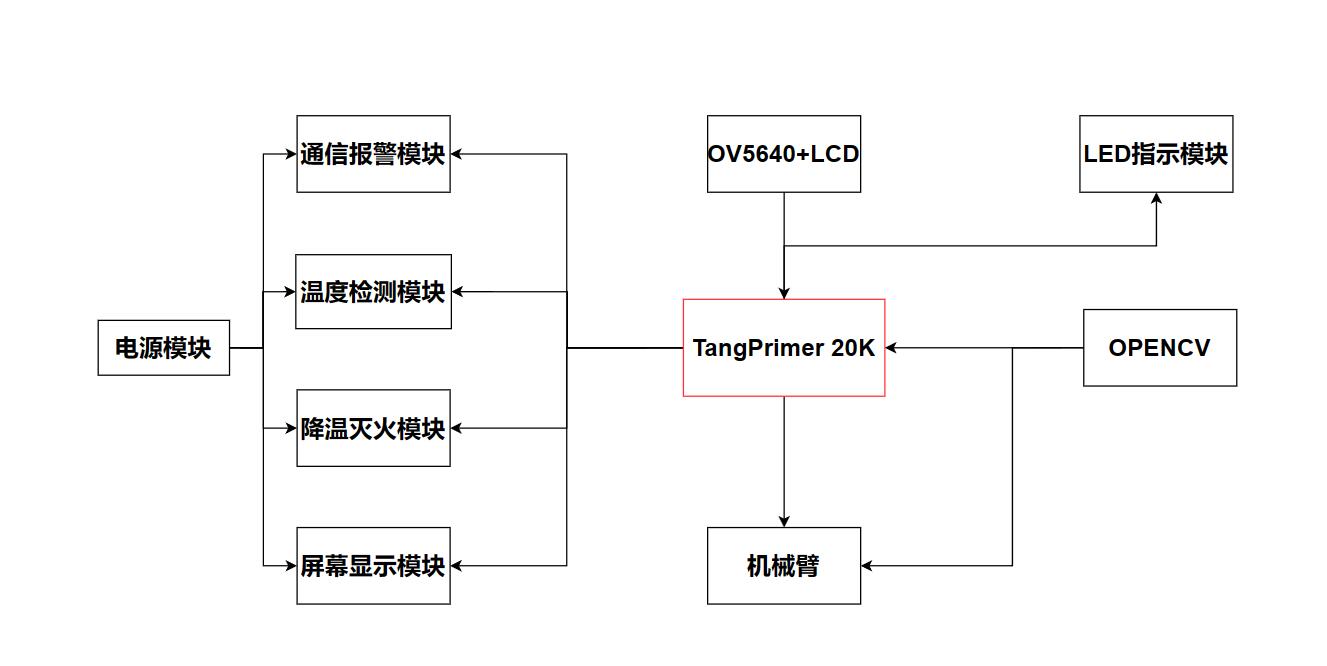 通信报警模块
OV5640+LCD
LED指示模块
温度检测模块
电源模块
TangPrimer 20K
OPENCV
降温灭火模块
屏幕显示模块
机械臂